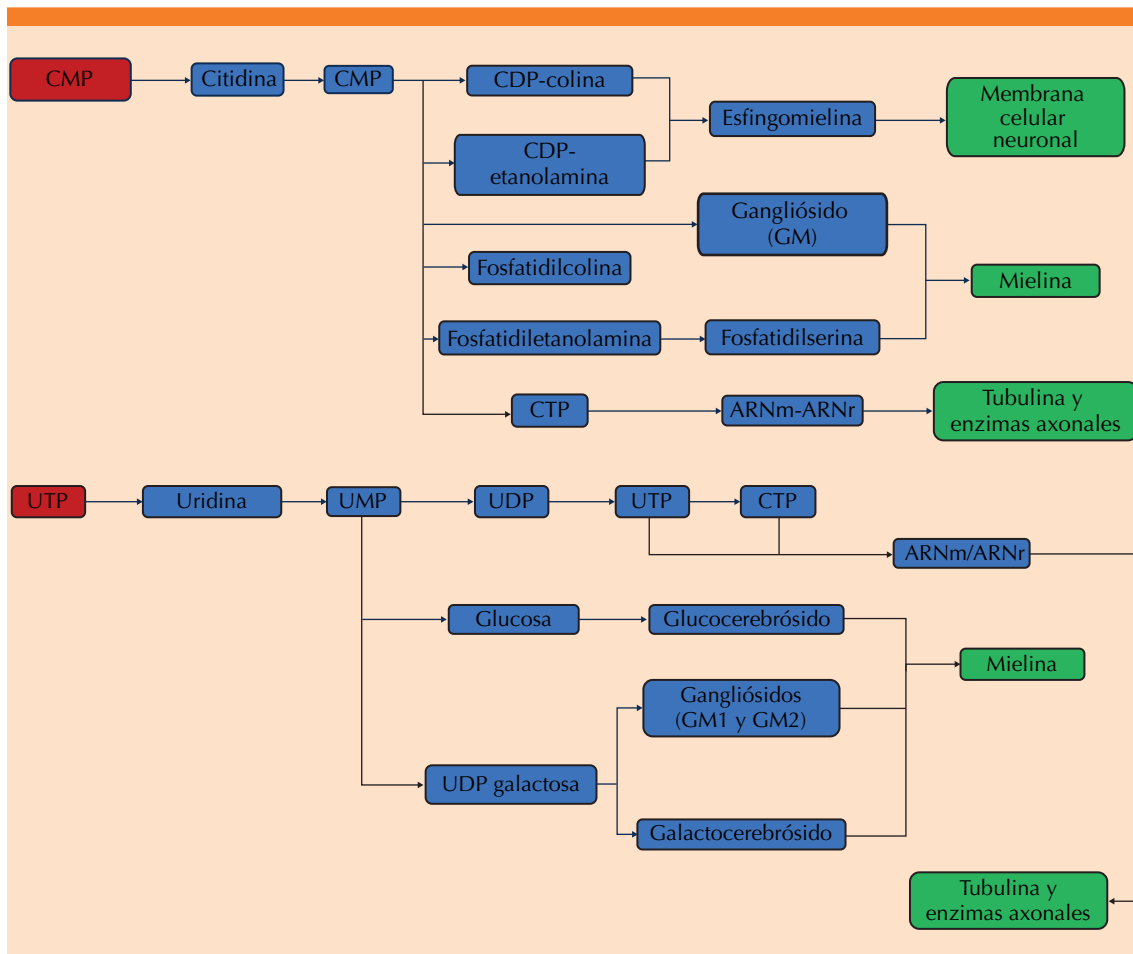 CMP
Citidina
CMP
CDP-colina
CDP-
etanolamina
Esfingomielina
Membrana
celular
neuronal
Gangliósido
(GM)
Fosfatidilcolina
Mielina
Fosfatidiletanolamina
Fosfatidilserina
CTP
ARNm-ARNr
Tubulina y
enzimas axonales
UTP
Uridina
UMP
UDP
UTP
CTP
ARNm/ARNr
Glucosa
Glucocerebrósido
Mielina
Gangliósidos
(GM1 y GM2)
UDP galactosa
Galactocerebrósido
Tubulina y
enzimas axonales